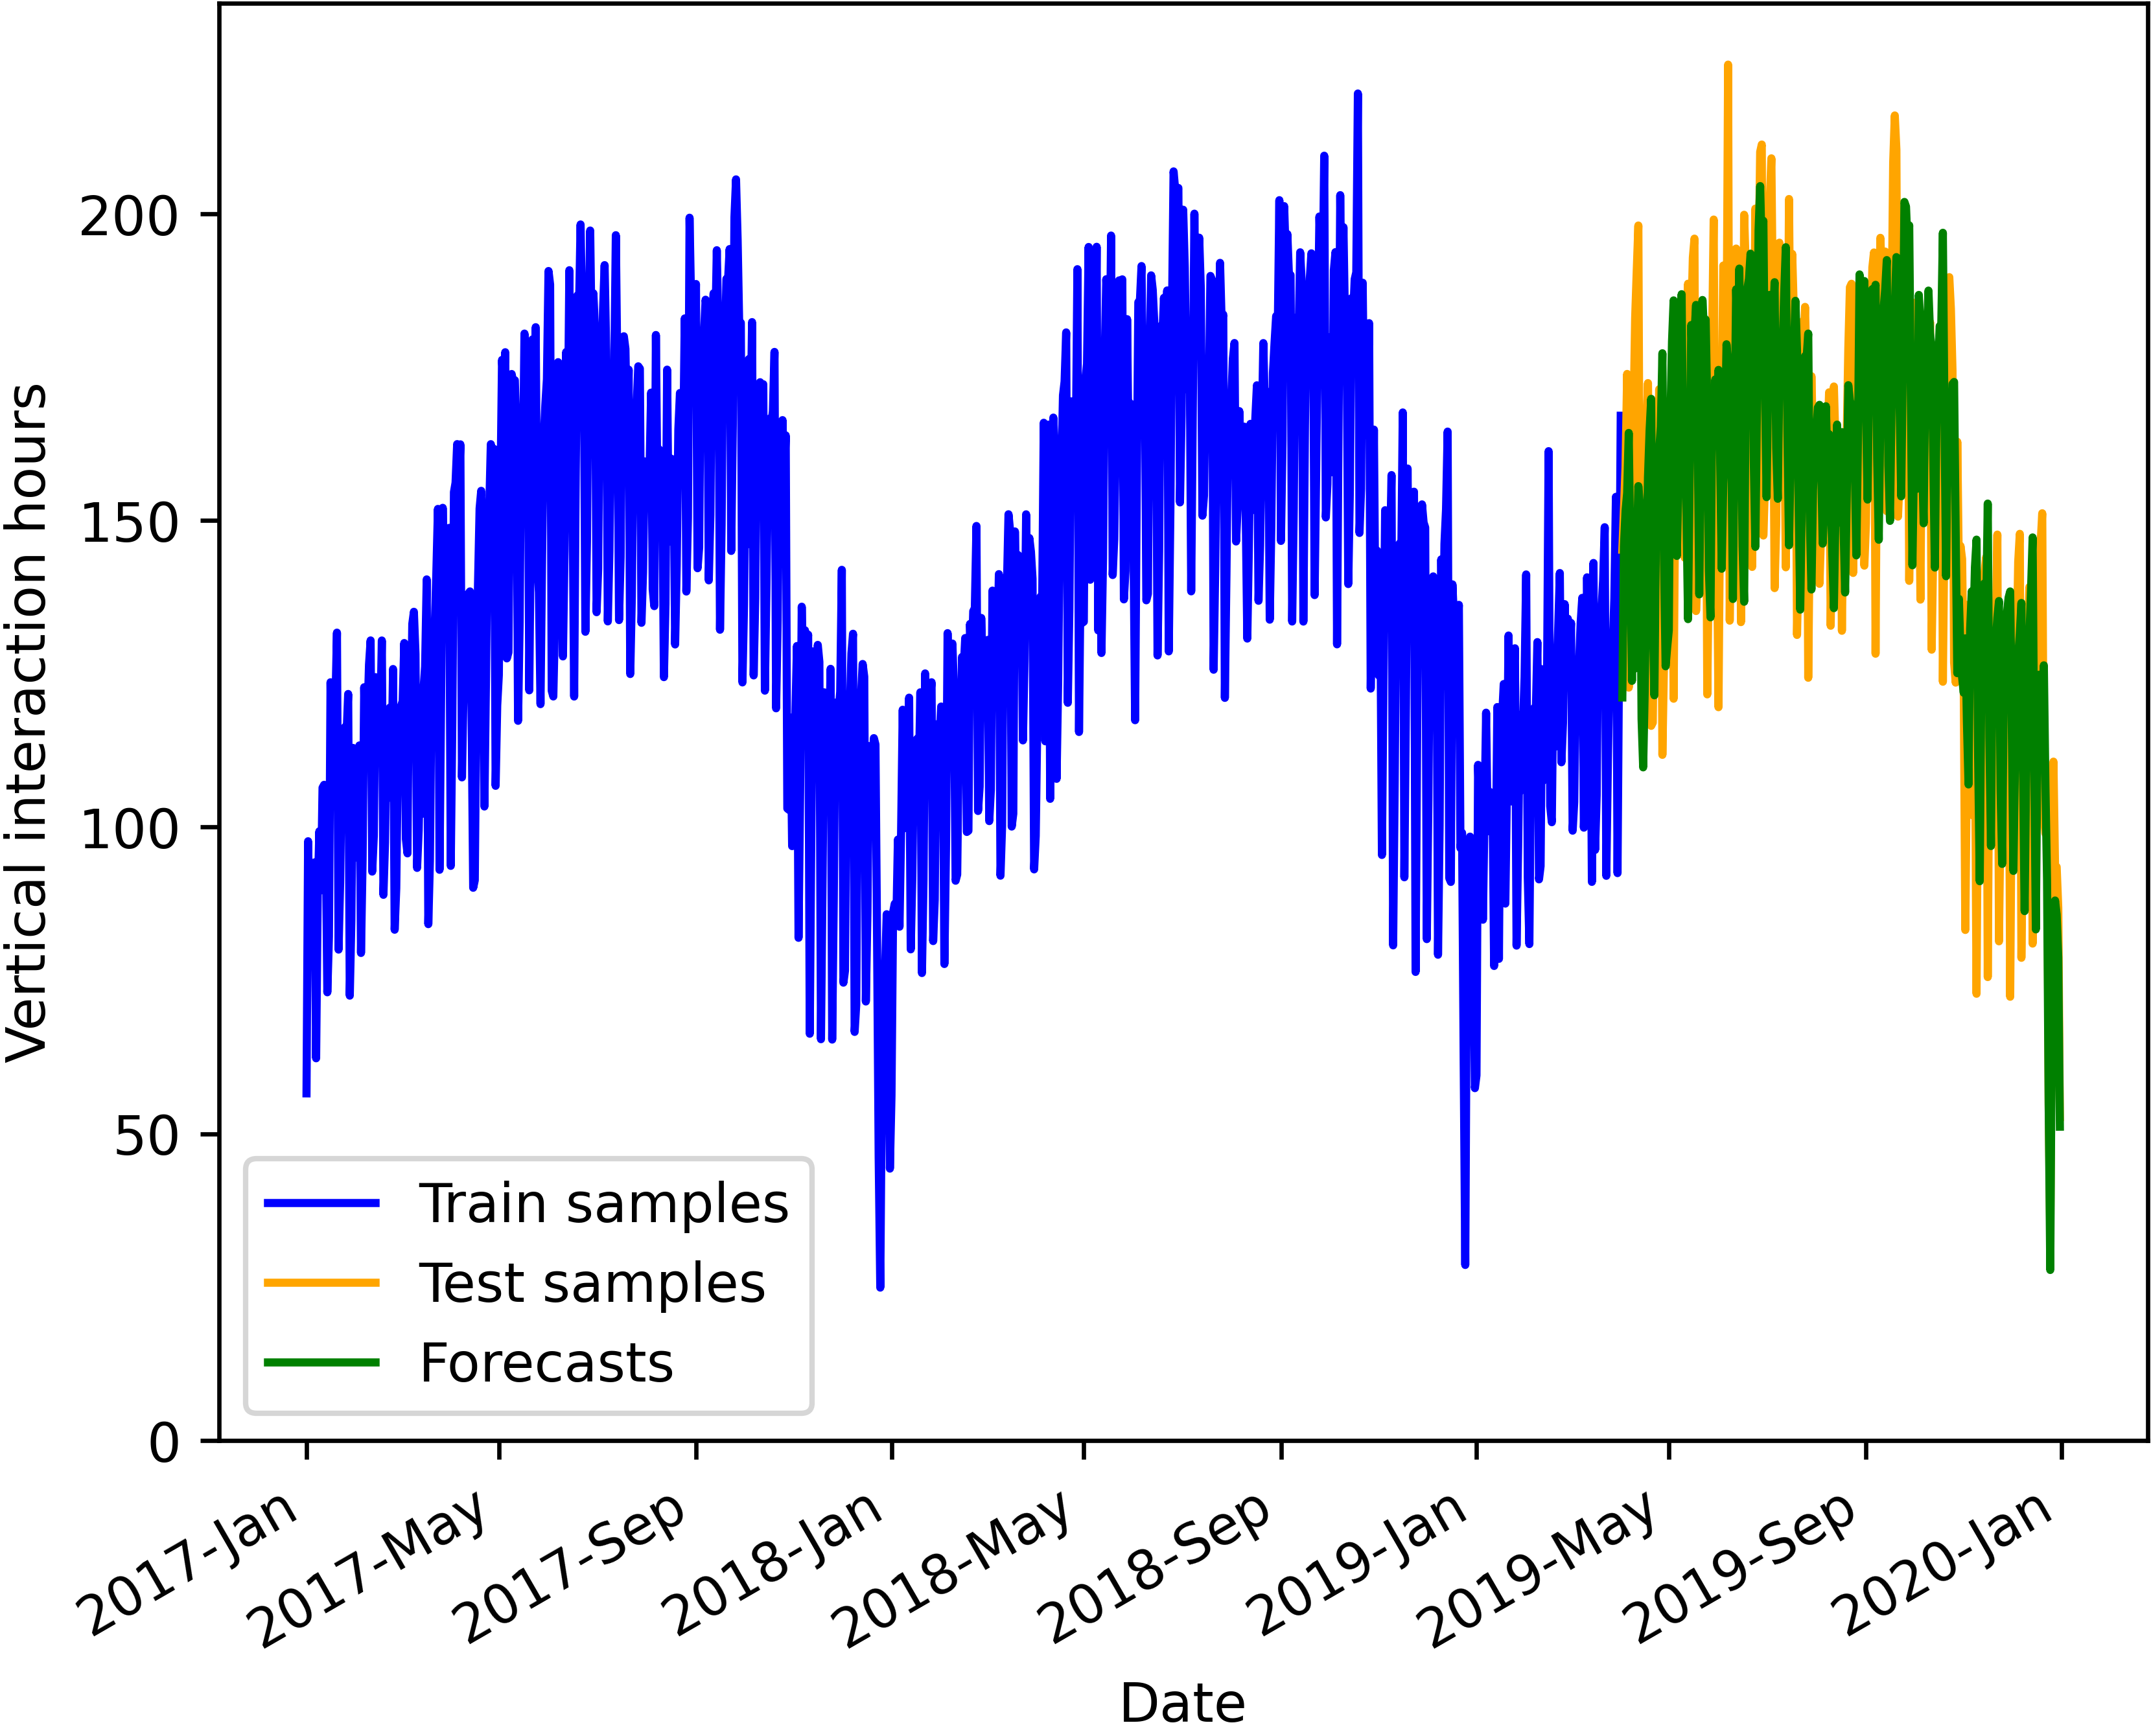 Vertical interaction hours
200
150
100
50
0
Train samples
Test samples
Forecasts
2017-Jan
2017-May
2017-Sep
2018-Jan
2018-May
2018-Sep
2019-Jan
2019-May
2019-Sep
2020-Jan
Date